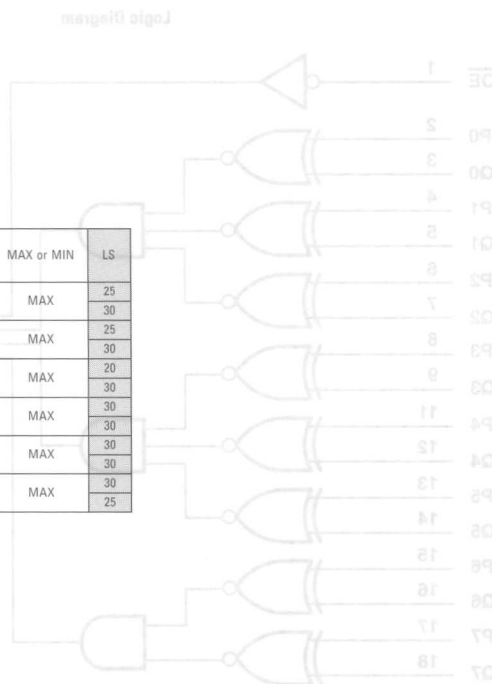 Logic Diagram
1 OE
2 P0
3 Q0
4 P1
5 Q1
6 P2
7 Q2
8 P3
9 Q3
11 P4
12 Q4
13 P5
14 Q5
15 P6
16 Q6
17 P7
18 Q7
MAX or MIN LS
MAX 25
30
MAX 25
30
MAX 20
30
MAX 30
30
MAX 30
30
MAX 30
25